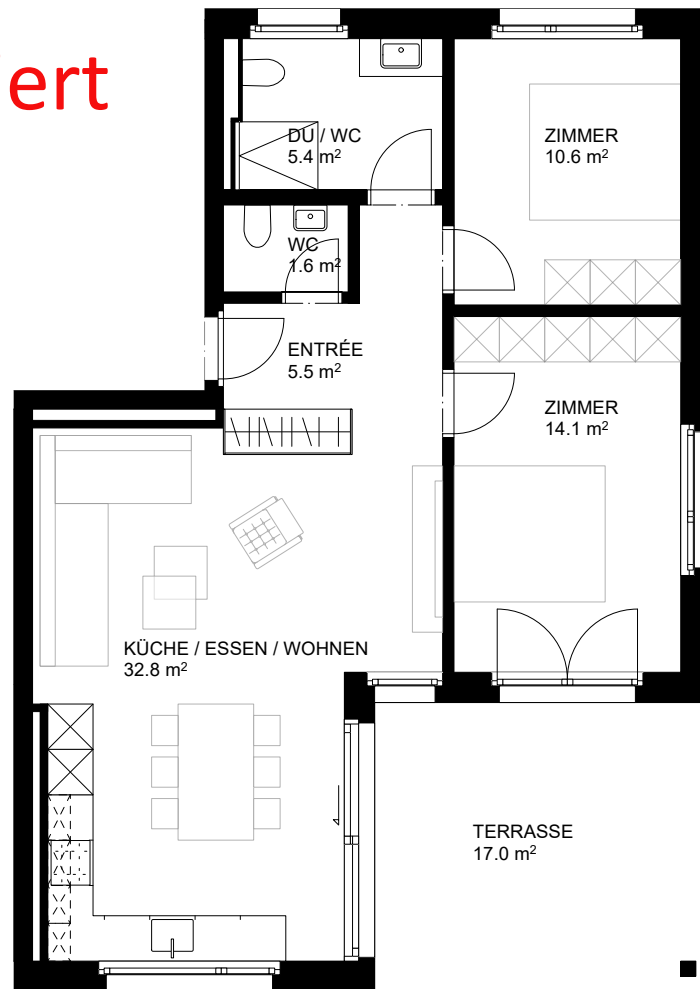 ert
DU / WC
5.4 m²
ZIMMER
10.6 m²
WC
1.6 m²
ENTRÉE
5.5 m²
ZIMMER
14.1 m²
KÜCHE / ESSEN / WOHNEN
32.8 m²
TERRASSE
17.0 m²